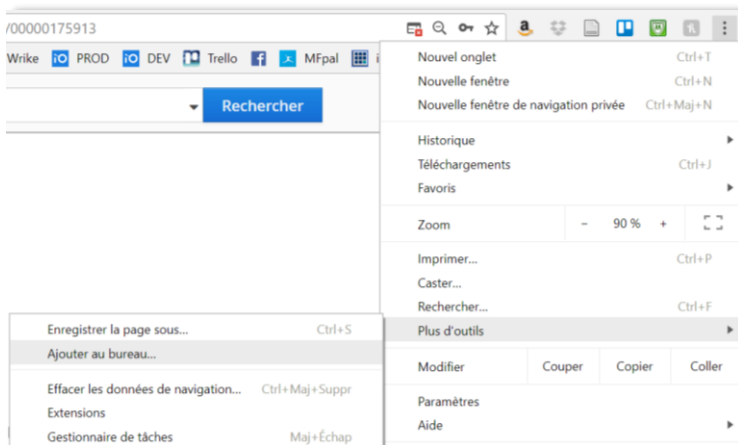 /00000175913
Wrike iO PROD iO DEV Trello MFpal i
Rechercher
Nouvel onglet Ctrl+T
Nouvelle fenêtre Ctrl+N
Nouvelle fenêtre de navigation privée Ctrl+Maj+N
Historique
Téléchargements Ctrl+J
Favoris
Zoom - 90 % +
Imprimer... Ctrl+P
Caster...
Rechercher... Ctrl+F
Plus d'outils
Modifier Couper Copier Coller
Paramètres
Aide
Enregistrer la page sous... Ctrl+S
Ajouter au bureau...
Effacer les données de navigation... Ctrl+Maj+Suppr
Extensions
Gestionnaire de tâches Maj+Échap